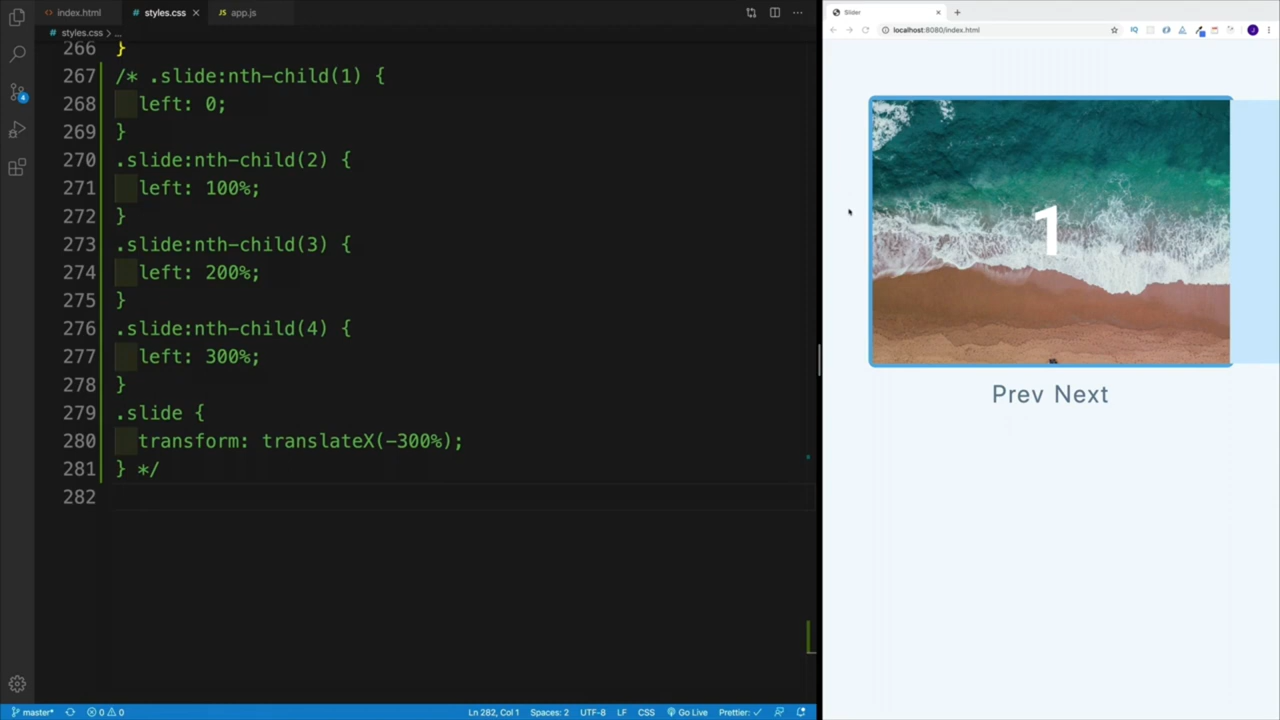 index.html
styles.css
app.js
styles.css > ...
266 }
267 /* .slide:nth-child(1) {
268 left: 0;
269 }
270 .slide:nth-child(2) {
271 left: 100%;
272 }
273 .slide:nth-child(3) {
274 left: 200%;
275 }
276 .slide:nth-child(4) {
277 left: 300%;
278 }
279 .slide {
280 transform: translateX(-300%);
281 } */
282
4
master*
0 0
Ln 282, Col 1
Spaces: 2
UTF-8
LF
CSS
Go Live
Prettier: ✓
Slider
localhost:8080/index.html
J
1
Prev Next